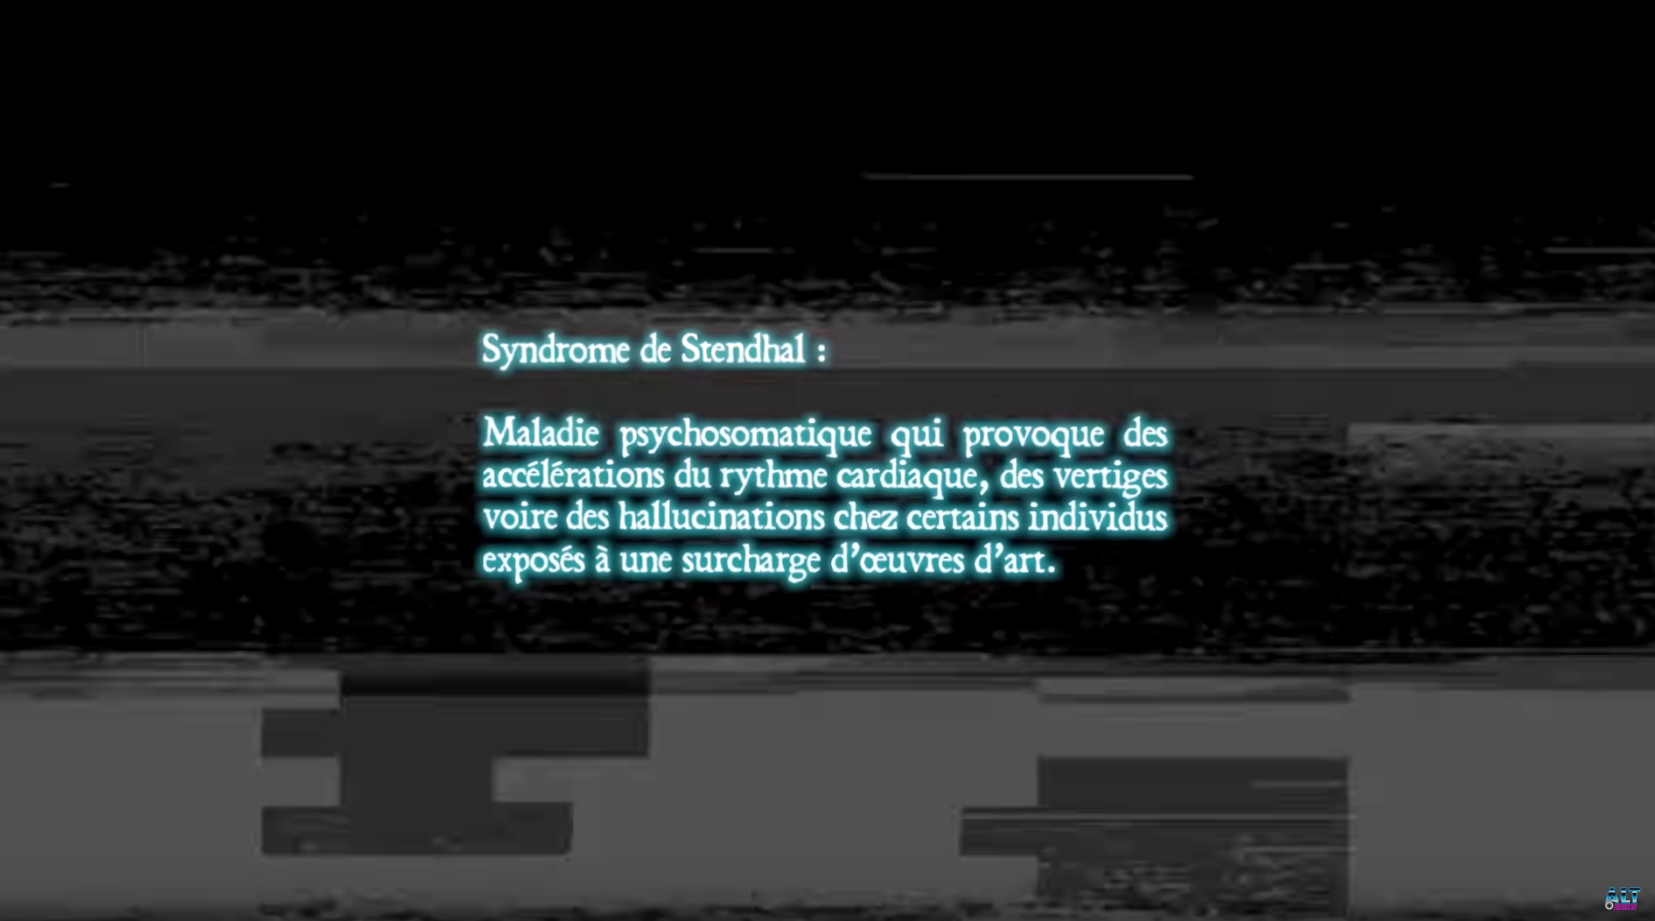 Syndrome de Stendhal :
Maladie psychosomatique qui provoque des
accélérations du rythme cardiaque, des vertiges
voire des hallucinations chez certains individus
exposés à une surcharge d'œuvres d'art.
ALT